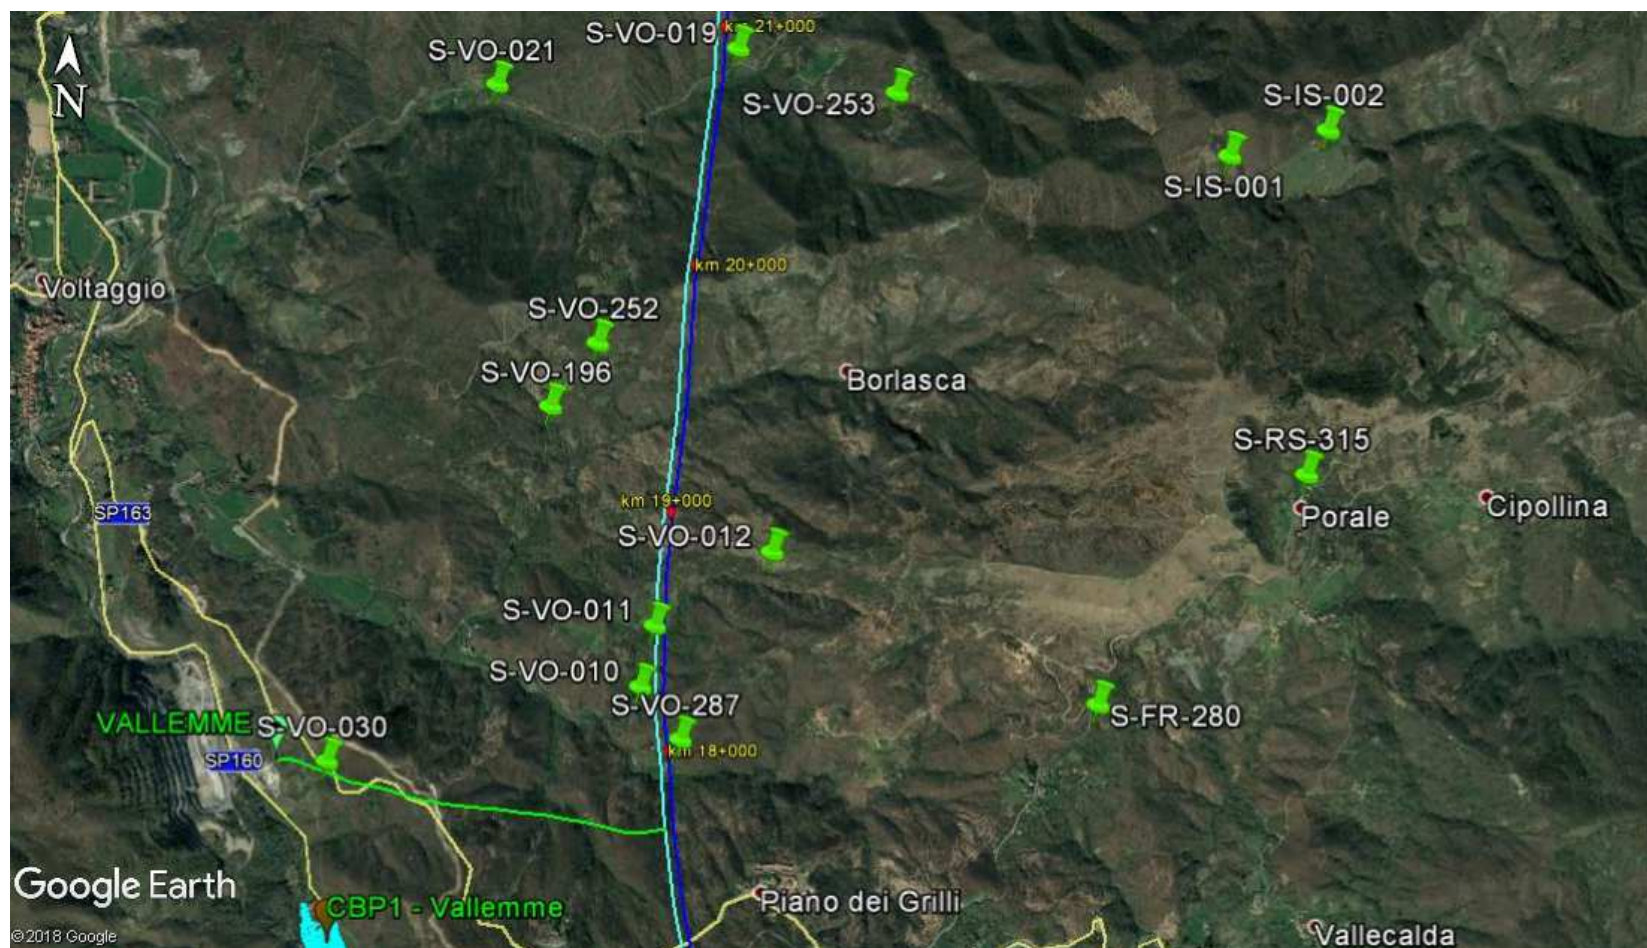 S-VO-019
km 21+000
S-VO-021
S-VO-253
S-IS-002
N
S-IS-001
km 20+000
Voltaggio
S-VO-252
S-VO-196
Borlasca
S-RS-315
km 19+000
SP163
Cipollina
Porale
S-VO-012
S-VO-011
S-VO-010
S-VO-287
S-FR-280
VALLEMME
S-VO-030
km 18+000
SP160
Google Earth
CBP1 - Vallemme
Piano dei Grilli
©2018 Google
Vallecalda